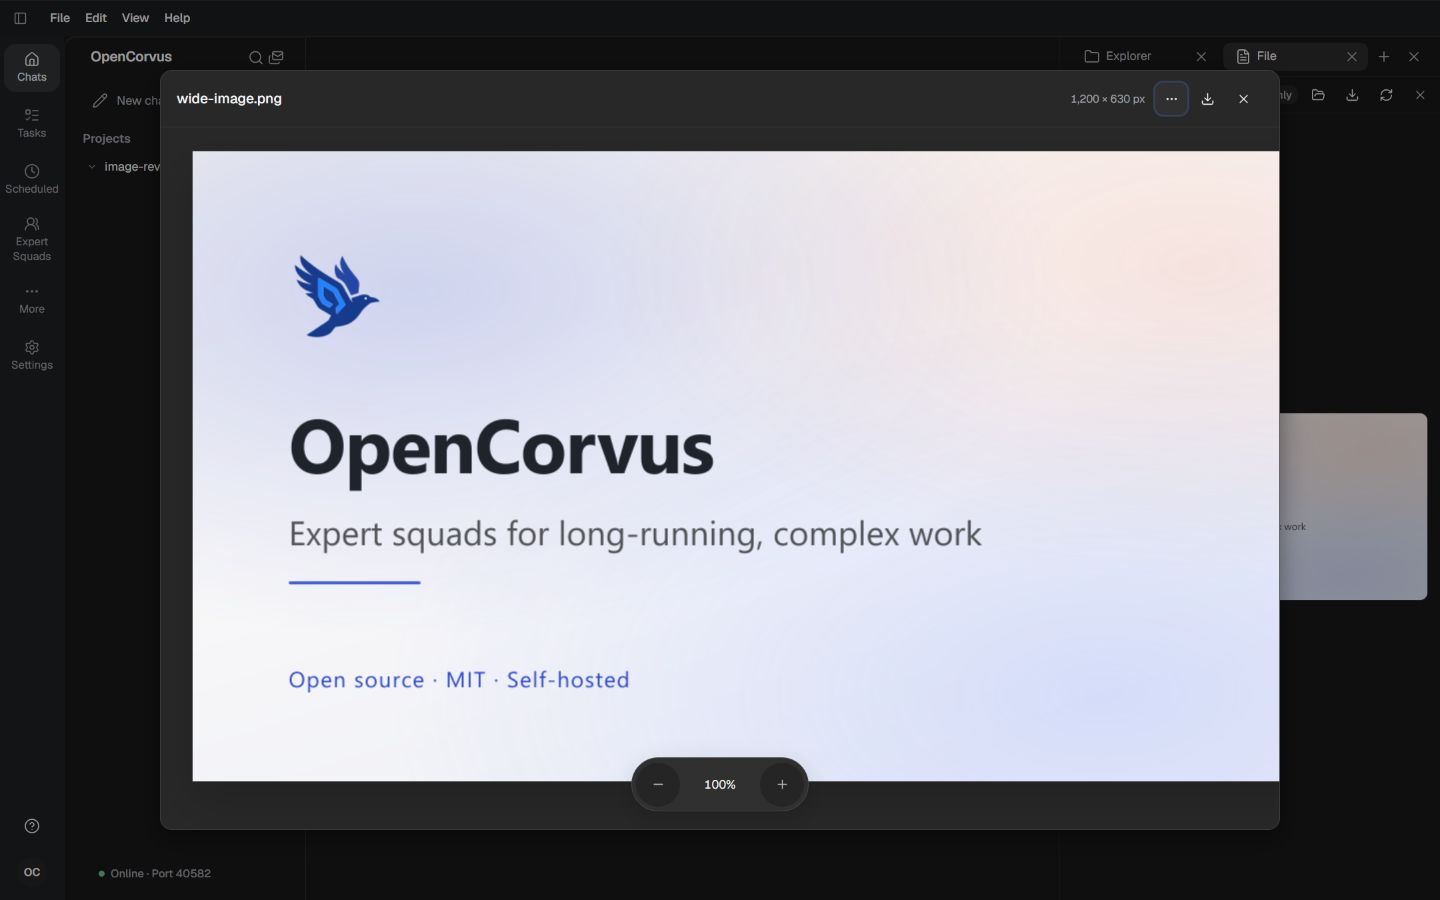 File Edit View Help
OpenCorvus
Explorer
File
Chats
New cha
wide-image.png
1,200 × 630 px
nly
Tasks
Projects
image-rev
Scheduled
Expert
Squads
More
Settings
OpenCorvus
Expert squads for long-running, complex work
Open source · MIT · Self-hosted
work
100%
OC
Online · Port 40582